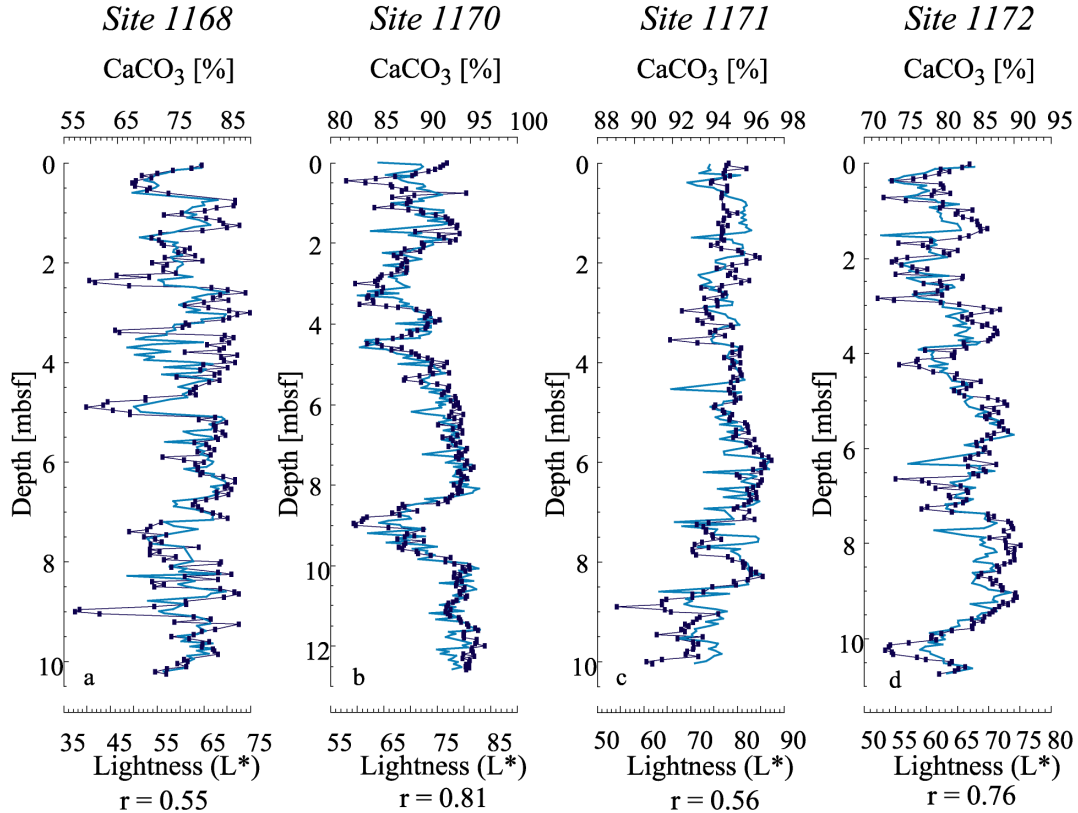 Site 1168 Site 1170 Site 1171 Site 1172
CaCO3 [%] CaCO3 [%] CaCO3 [%] CaCO3 [%]
55 65 75 85 80 85 90 95 100 88 90 92 94 96 98 70 75 80 85 90 95
0 2 4 6 8 10
Depth [mbsf]
a
0 2 4 6 8 10 12
Depth [mbsf]
b
0 2 4 6 8 10
Depth [mbsf]
c
0 2 4 6 8 10
Depth [mbsf]
d
35 45 55 65 75 55 65 75 85 50 60 70 80 90 50 55 60 65 70 75 80
Lightness (L*) Lightness (L*) Lightness (L*) Lightness (L*)
r = 0.55 r = 0.81 r = 0.56 r = 0.76